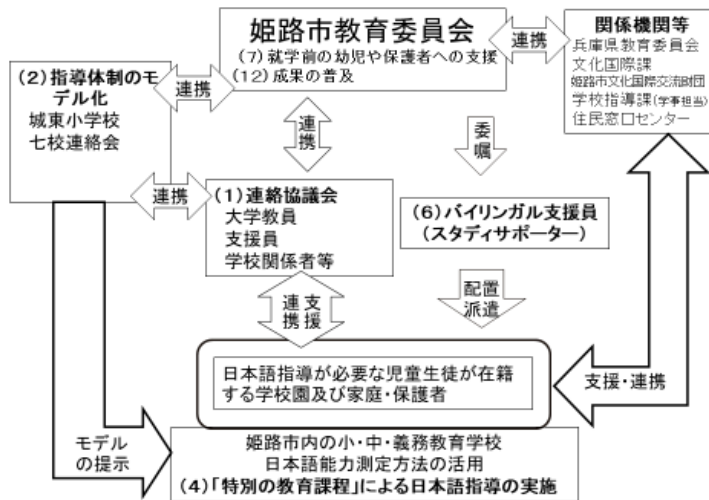 姫路市教育委員会
(7)就学前の幼児や保護者への支援
(12)成果の普及
連携
関係機関等
兵庫県教育委員会
文化国際課
姫路市文化国際交流財団
学校指導課(学事担当)
住民窓口センター
(2)指導体制のモ
デル化
城東小学校
七校連絡会
連携
連携
委嘱
連携
(1)連絡協議会
大学教員
支援員
学校関係者等
(6)バイリンガル支援員
(スタディサポーター)
支援
連携
配置
派遣
日本語指導が必要な児童生徒が在籍
する学校園及び家庭・保護者
支援・連携
モデル
の提示
姫路市内の小・中・義務教育学校
日本語能力測定方法の活用
(4)「特別の教育課程」による日本語指導の実施